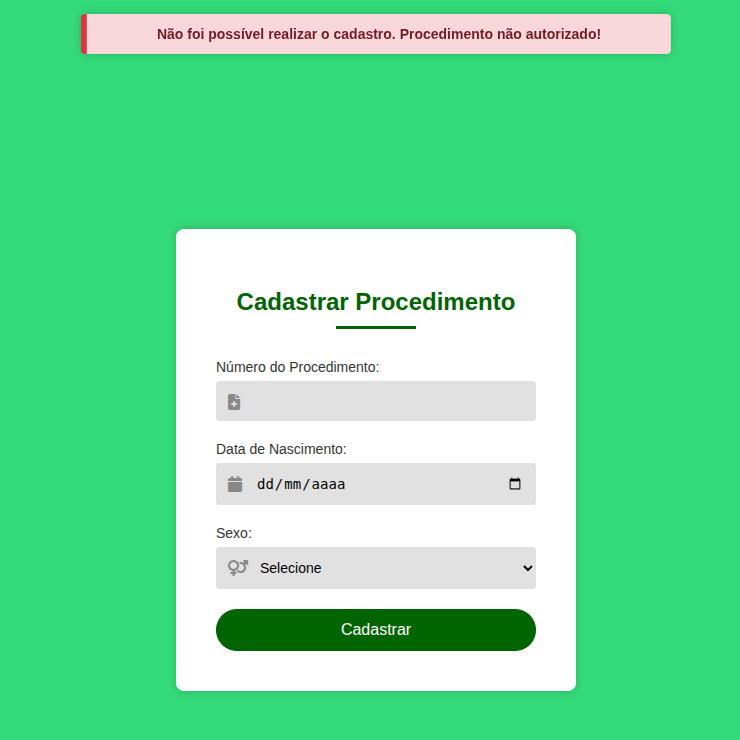 Não foi possível realizar o cadastro. Procedimento não autorizado!
Cadastrar Procedimento
Número do Procedimento:
Data de Nascimento:
dd/mm/aaaa
Sexo:
Selecione
Cadastrar